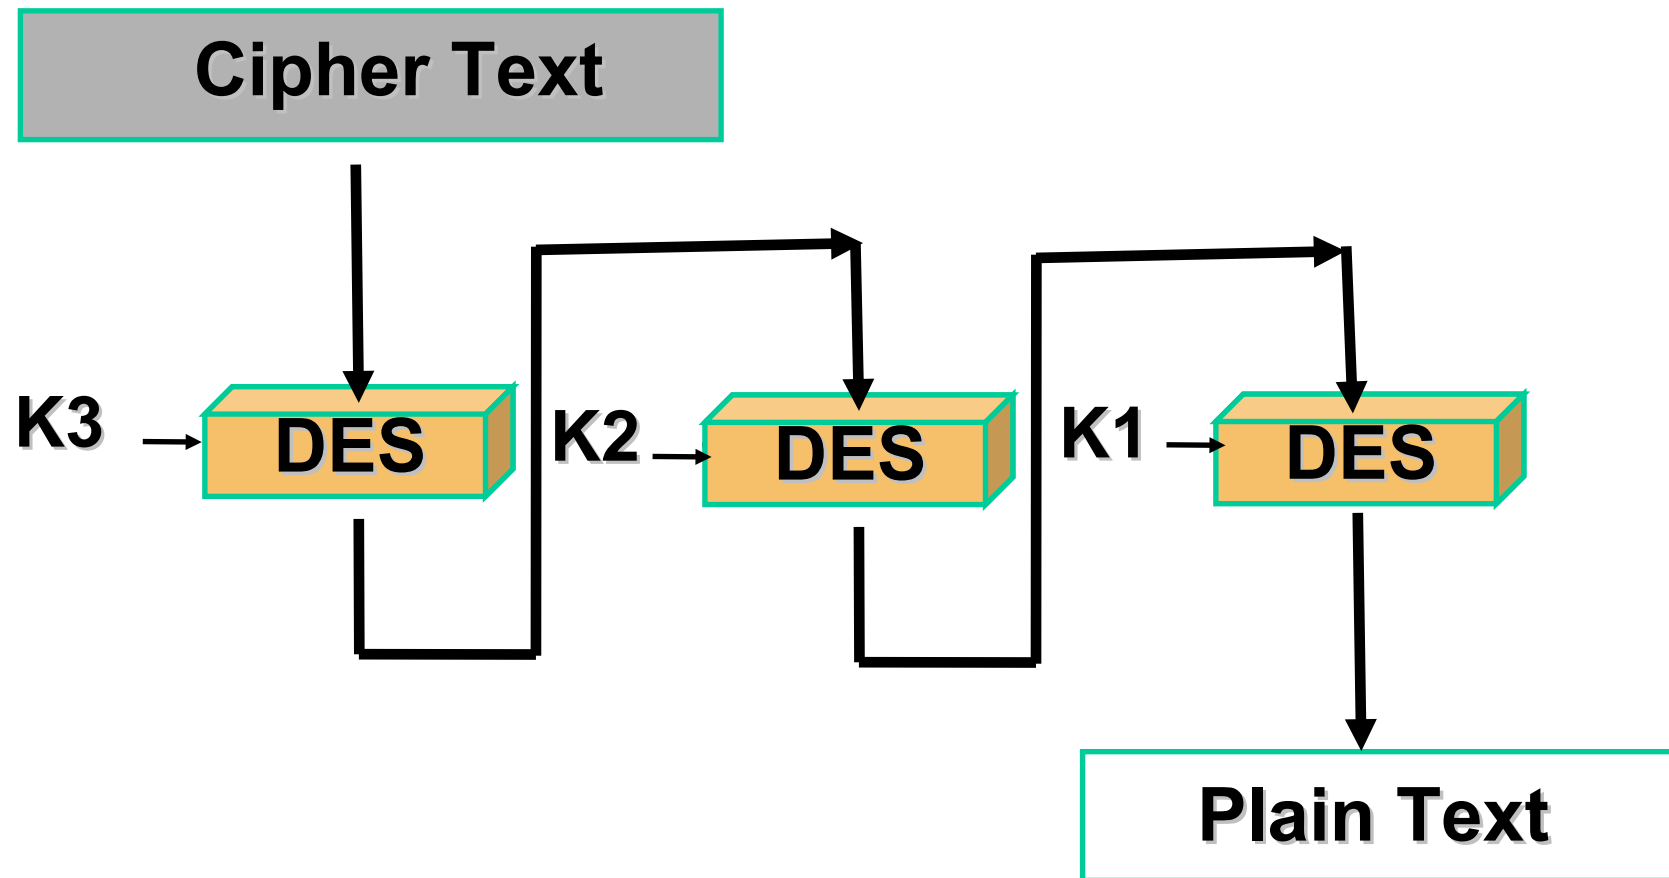 Cipher Text
K3
DES
K2
DES
K1
DES
Plain Text